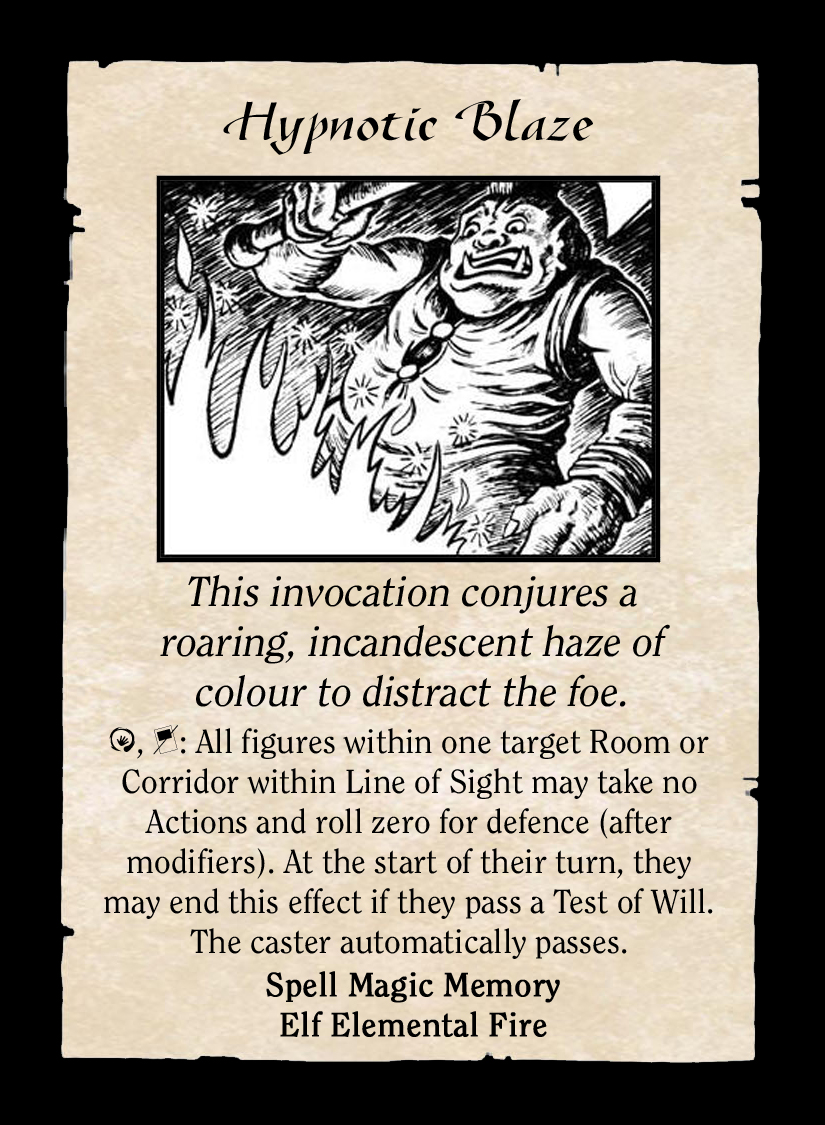 Hypnotic Blaze
This invocation conjures a
roaring, incandescent haze of
colour to distract the foe.
, : All figures within one target Room or
Corridor within Line of Sight may take no
Actions and roll zero for defence (after
modifiers). At the start of their turn, they
may end this effect if they pass a Test of Will.
The caster automatically passes.
Spell Magic Memory
Elf Elemental Fire